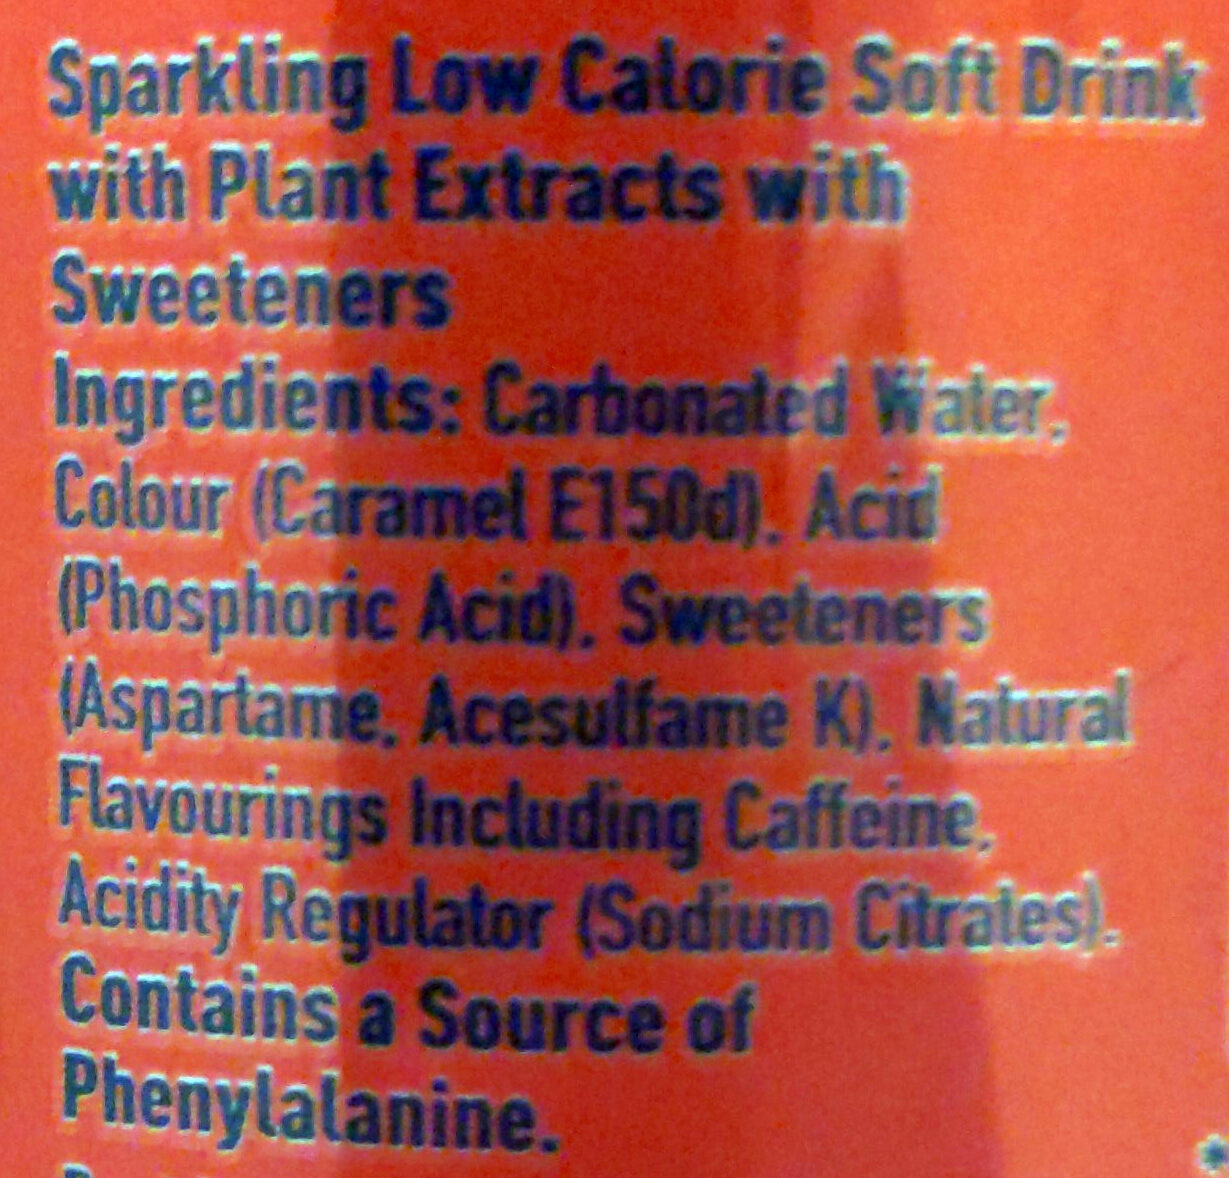 Sparkling Low Calorie Soft Drink
with Plant Extracts with
Sweeteners
Ingredients: Carbonated Water,
Colour (Caramel E150d), Acid
(Phosphoric Acid), Sweeteners
(Aspartame, Acesulfame K), Natural
Flavourings Including Caffeine,
Acidity Regulator (Sodium Citrates).
Contains a Source of
Phenylalanine.